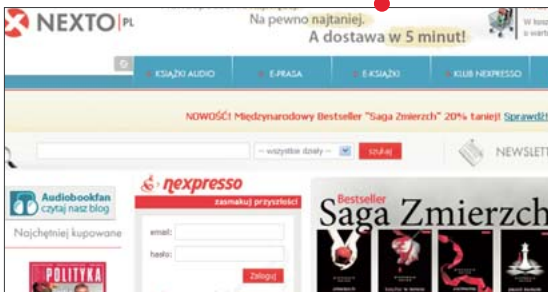 NEXTO|PL
Na pewno najtaniej.
A dostawa w 5 minut!
KSIĄŻKI AUDIO
E-PRASA
E-KSIĄŻKI
KLUB NEXPRESSO
NOWOŚĆ! Międzynarodowy Bestseller "Saga Zmierzch" 20% taniej! Sprawdź!
-- wszystkie działy --
szukaj
NEWSLETT
Audiobookfan
czytaj nasz blog
Najchętniej kupowane
POLITYKA
nexpresso
zasmakuj przyszłości
email:
hasło:
Zaloguj
Bestseller
Saga Zmierzch